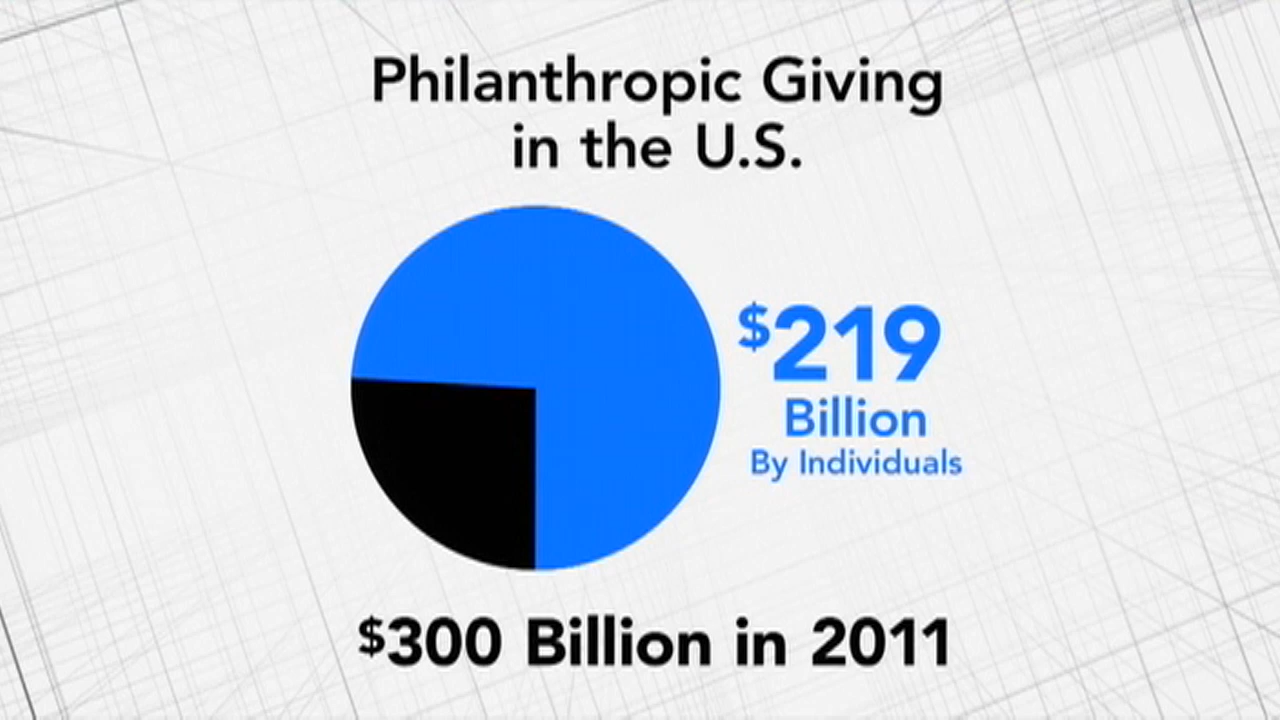 Philanthropic Giving
in the U.S.
$219
Billion
By Individuals
$300 Billion in 2011